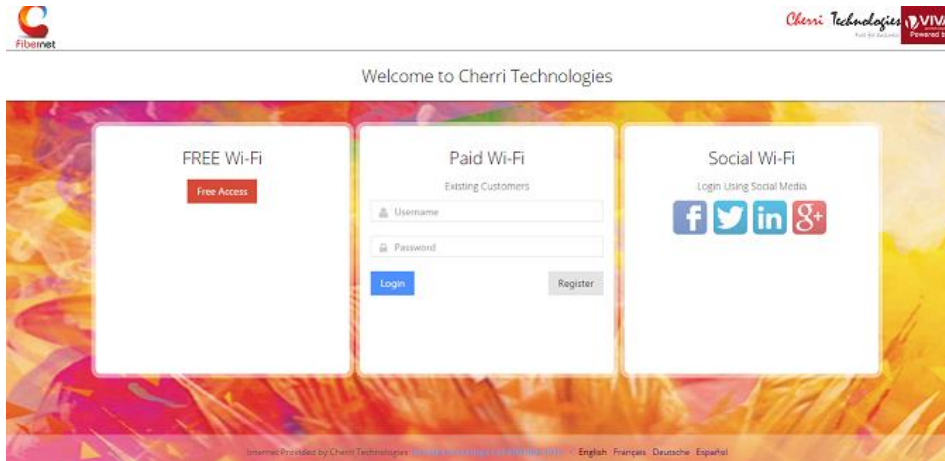 Fibernet
Cherri Technologies
VIVA
Powered b
Welcome to Cherri Technologies
FREE Wi-Fi
Free Access
Paid Wi-Fi
Existing Customers
Username
Password
Login
Register
Social Wi-Fi
Login Using Social Media
f
in
g+
Internet Provided by Cherri Technologies
English Français Deutsche Español